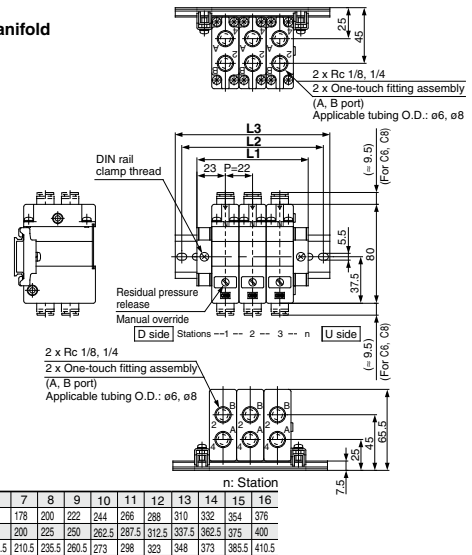 anifold
25
45
2 x Rc 1/8, 1/4
2 x One-touch fitting assembly
(A, B port)
Applicable tubing O.D.: ø6, ø8
L3
L2
L1
DIN rail
clamp thread
23 P=22
(≈ 9.5)
(For C6, C8)
5.5
80
37.5
Residual pressure
release
Manual override
D side Stations --1 -- 2 -- 3 -- n U side
(≈ 9.5)
(For C6, C8)
2 x Rc 1/8, 1/4
2 x One-touch fitting assembly
(A, B port)
Applicable tubing O.D.: ø6, ø8
B B B
2 2 2
A A A
4 4 4
7.5
25
45
65.5
n: Station
7 8 9 10 11 12 13 14 15 16
178 200 222 244 266 288 310 332 354 376
200 225 250 262.5 287.5 312.5 337.5 362.5 375 400
210.5 235.5 260.5 273 298 323 348 373 385.5 410.5